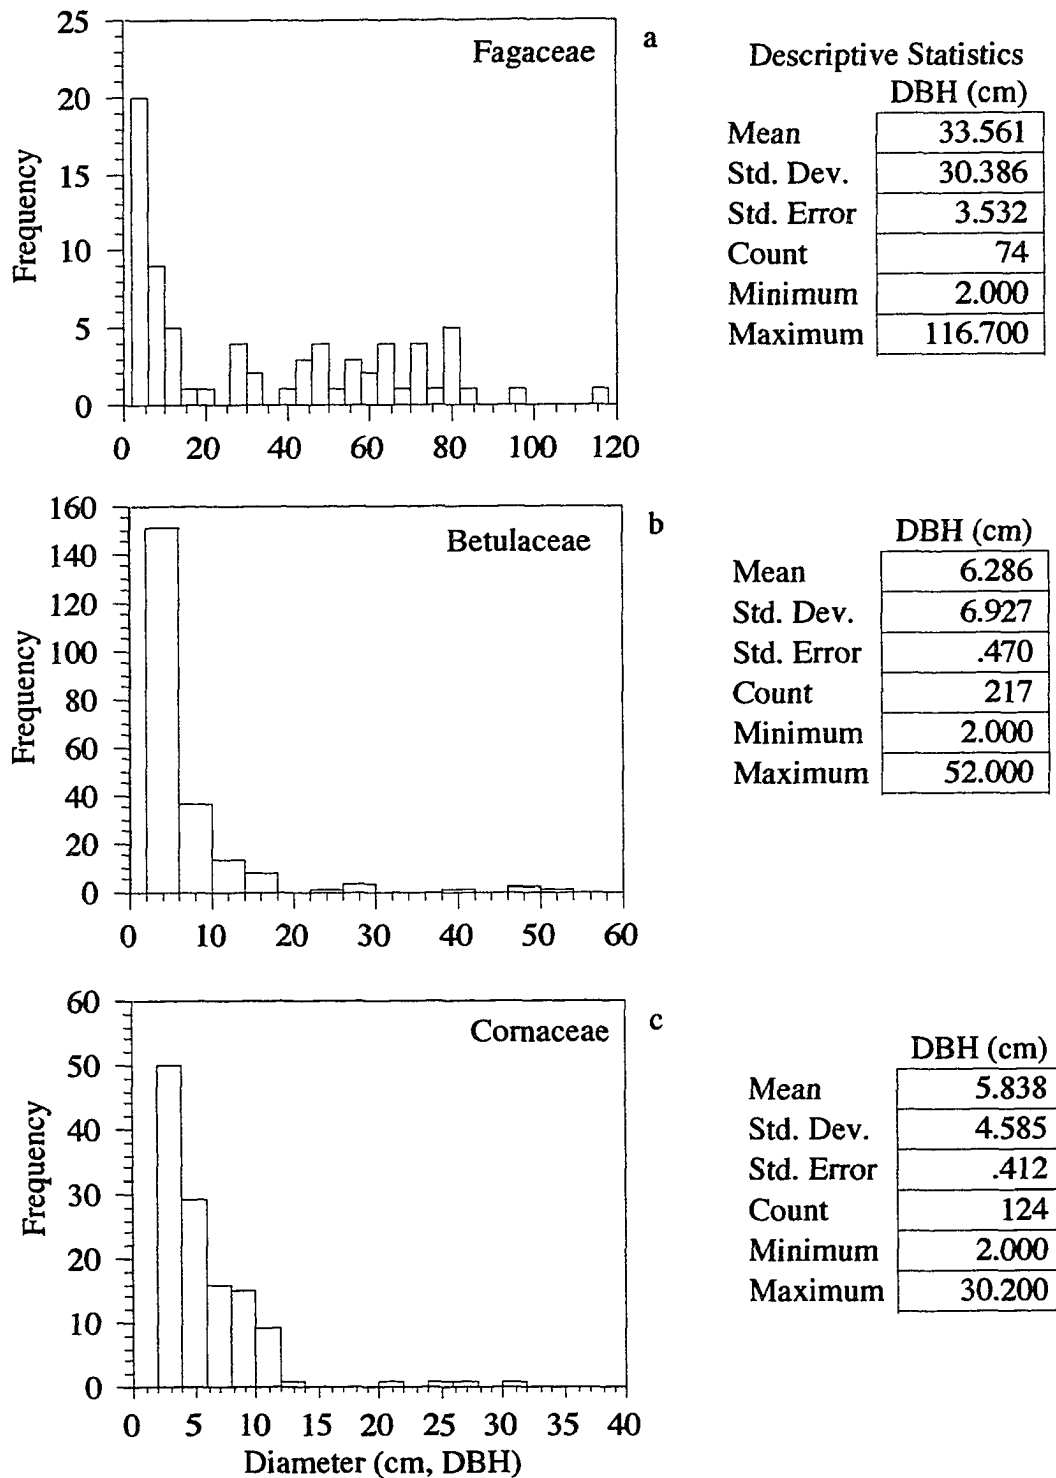 a
Fagaceae
Frequency
25
20
15
10
5
0
0 20 40 60 80 100 120
Descriptive Statistics
DBH (cm)
Mean 33.561
Std. Dev. 30.386
Std. Error 3.532
Count 74
Minimum 2.000
Maximum 116.700
b
Betulaceae
Frequency
160
140
120
100
80
60
40
20
0
0 10 20 30 40 50 60
DBH (cm)
Mean 6.286
Std. Dev. 6.927
Std. Error .470
Count 217
Minimum 2.000
Maximum 52.000
c
Cornaceae
Frequency
60
50
40
30
20
10
0
0 5 10 15 20 25 30 35 40
Diameter (cm, DBH)
DBH (cm)
Mean 5.838
Std. Dev. 4.585
Std. Error .412
Count 124
Minimum 2.000
Maximum 30.200